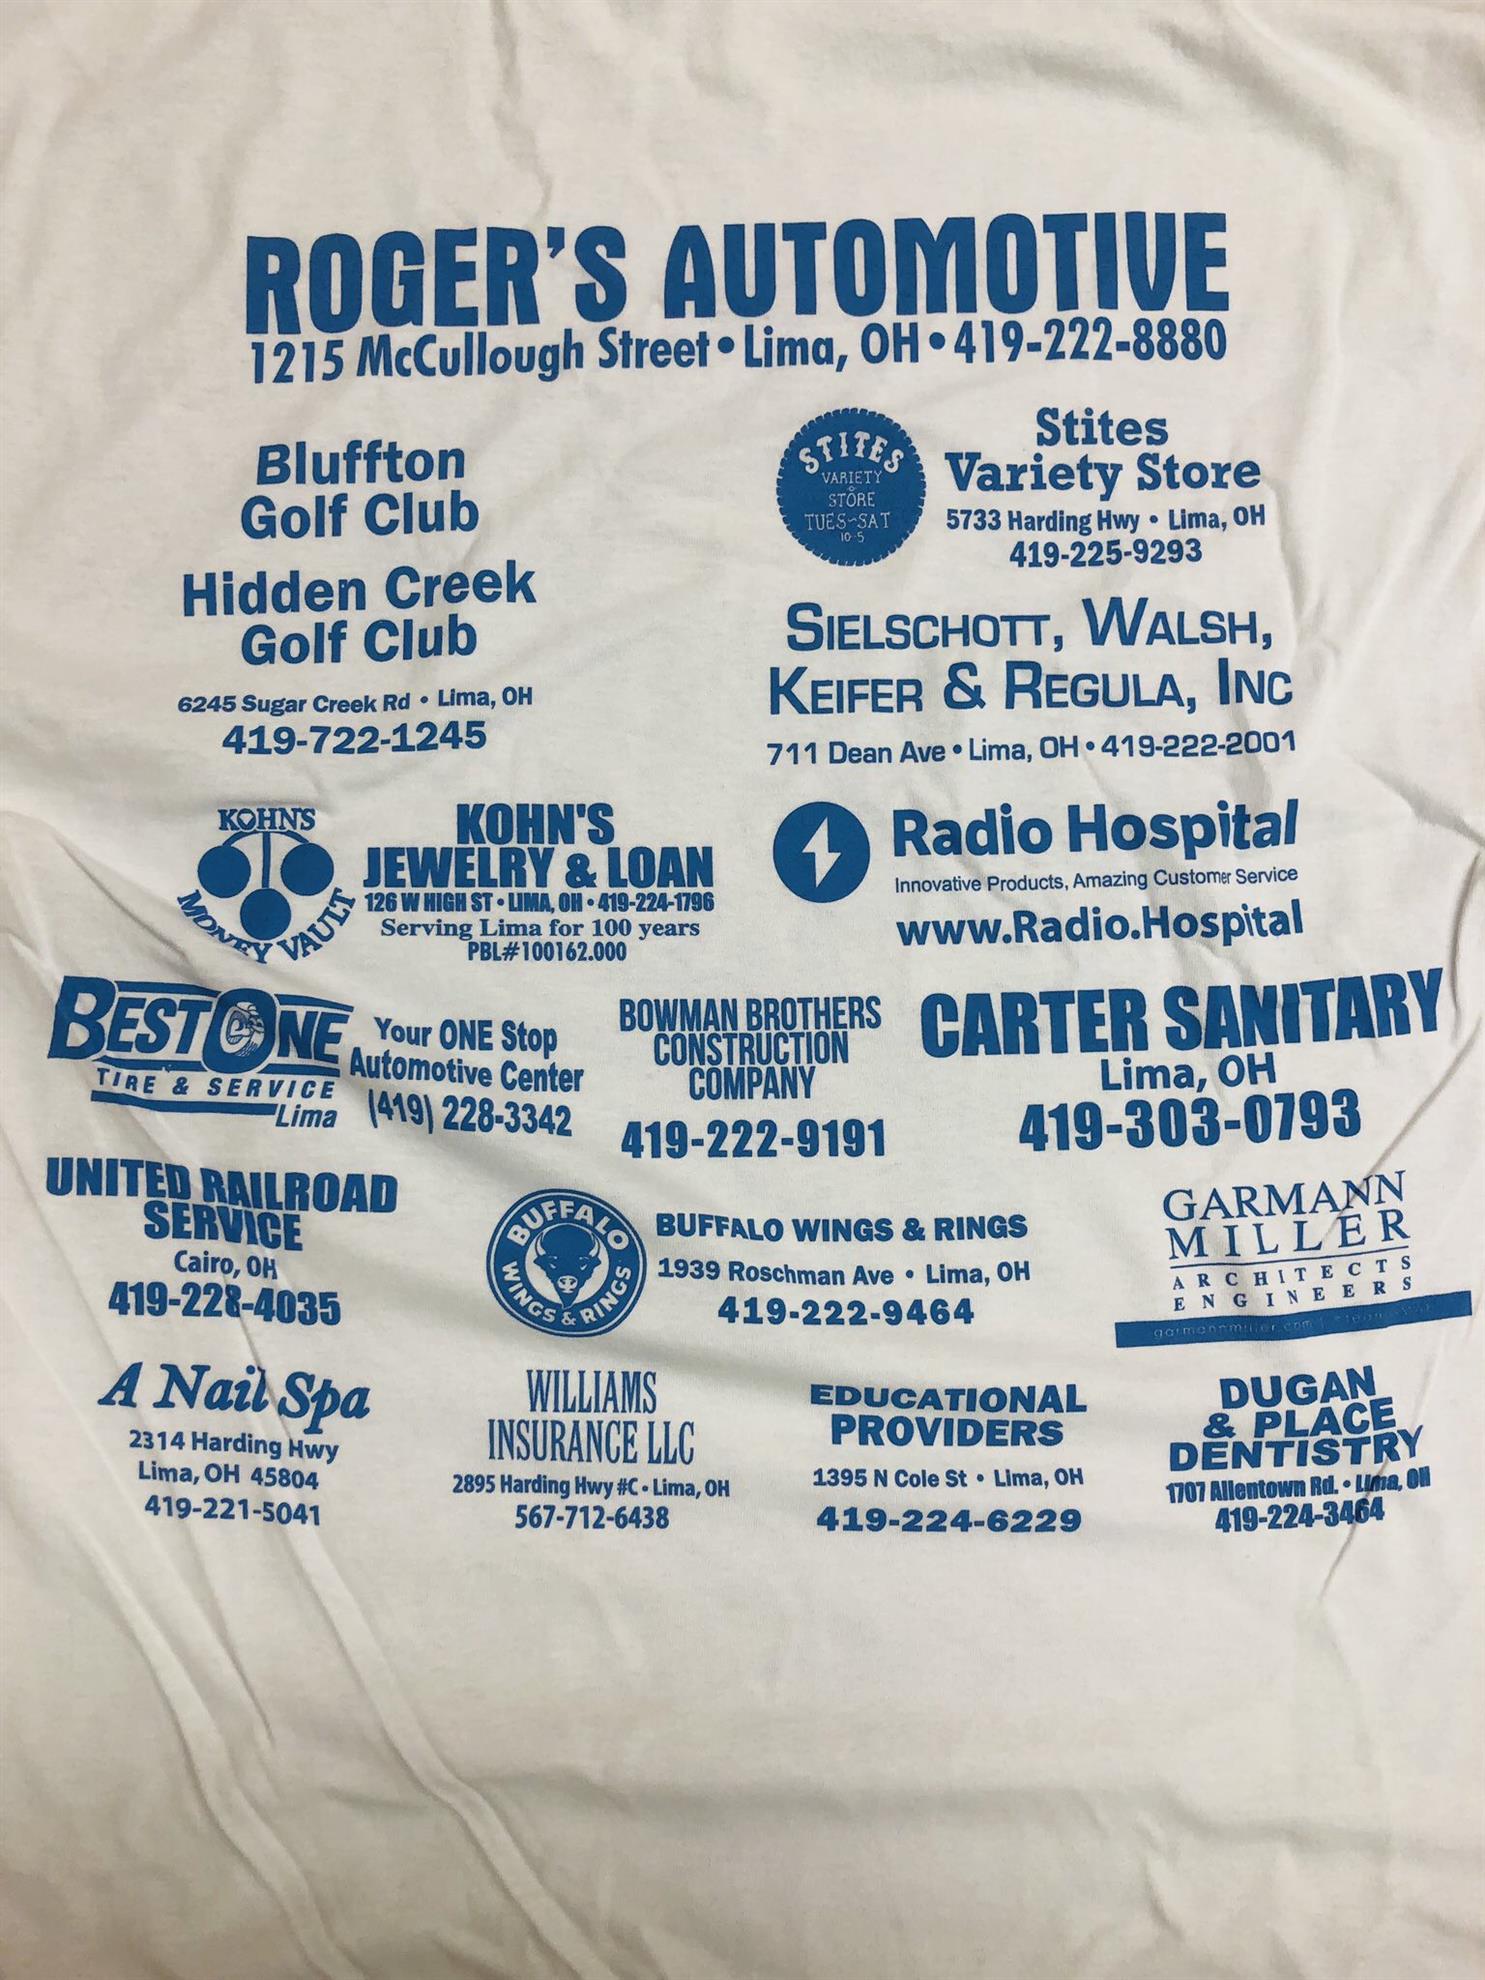 ROGER'S AUTOMOTIVE
1215 McCullough Street • Lima, OH • 419-222-8880
Bluffton
Golf Club
Hidden Creek
Golf Club
6245 Sugar Creek Rd • Lima, OH
419-722-1245
STITES
VARIETY
&
STORE
TUES~SAT
10-5
Stites
Variety Store
5733 Harding Hwy • Lima, OH
419-225-9293
SIELSCHOTT, WALSH,
KEIFER & REGULA, INC
711 Dean Ave • Lima, OH • 419-222-2001
KOHN'S
MONEY VAULT
KOHN'S
JEWELRY & LOAN
126 W HIGH ST • LIMA, OH • 419-224-1796
Serving Lima for 100 years
PBL#100162.000
Radio Hospital
Innovative Products, Amazing Customer Service
www.Radio.Hospital
BESTONE
TIRE & SERVICE
Lima
Your ONE Stop
Automotive Center
(419) 228-3342
BOWMAN BROTHERS
CONSTRUCTION
COMPANY
419-222-9191
CARTER SANITARY
Lima, OH
419-303-0793
UNITED RAILROAD
SERVICE
Cairo, OH
419-228-4035
BUFFALO
WINGS & RINGS
BUFFALO WINGS & RINGS
1939 Roschman Ave • Lima, OH
419-222-9464
GARMANN
MILLER
ARCHITECTS
ENGINEERS
garmannmiller.com
A Nail Spa
2314 Harding Hwy
Lima, OH 45804
419-221-5041
WILLIAMS
INSURANCE LLC
2895 Harding Hwy #C • Lima, OH
567-712-6438
EDUCATIONAL
PROVIDERS
1395 N Cole St • Lima, OH
419-224-6229
DUGAN
& PLACE
DENTISTRY
1707 Allentown Rd. • Lima, OH
419-224-3464